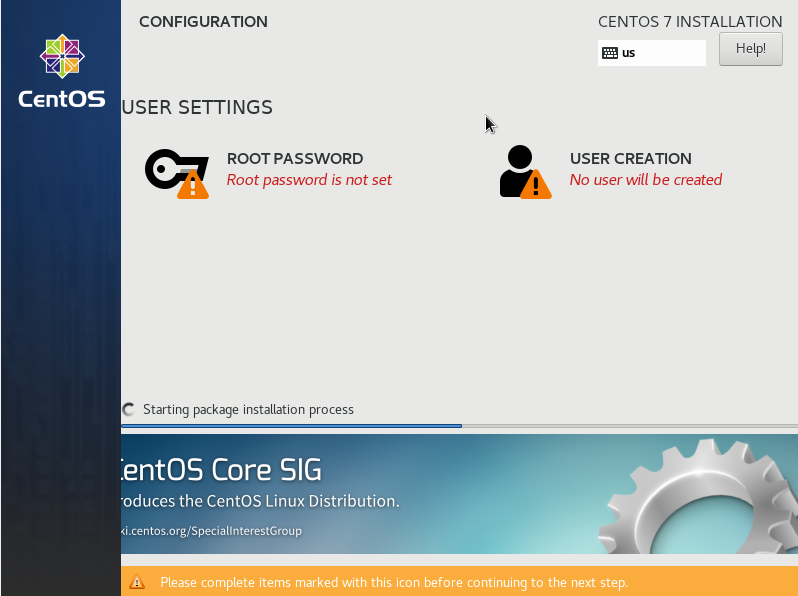 CONFIGURATION
CENTOS 7 INSTALLATION
us
Help!
CentOS
USER SETTINGS
ROOT PASSWORD
Root password is not set
USER CREATION
No user will be created
Starting package installation process
CentOS Core SIG
roduces the CentOS Linux Distribution.
ki.centos.org/SpecialInterestGroup
Please complete items marked with this icon before continuing to the next step.